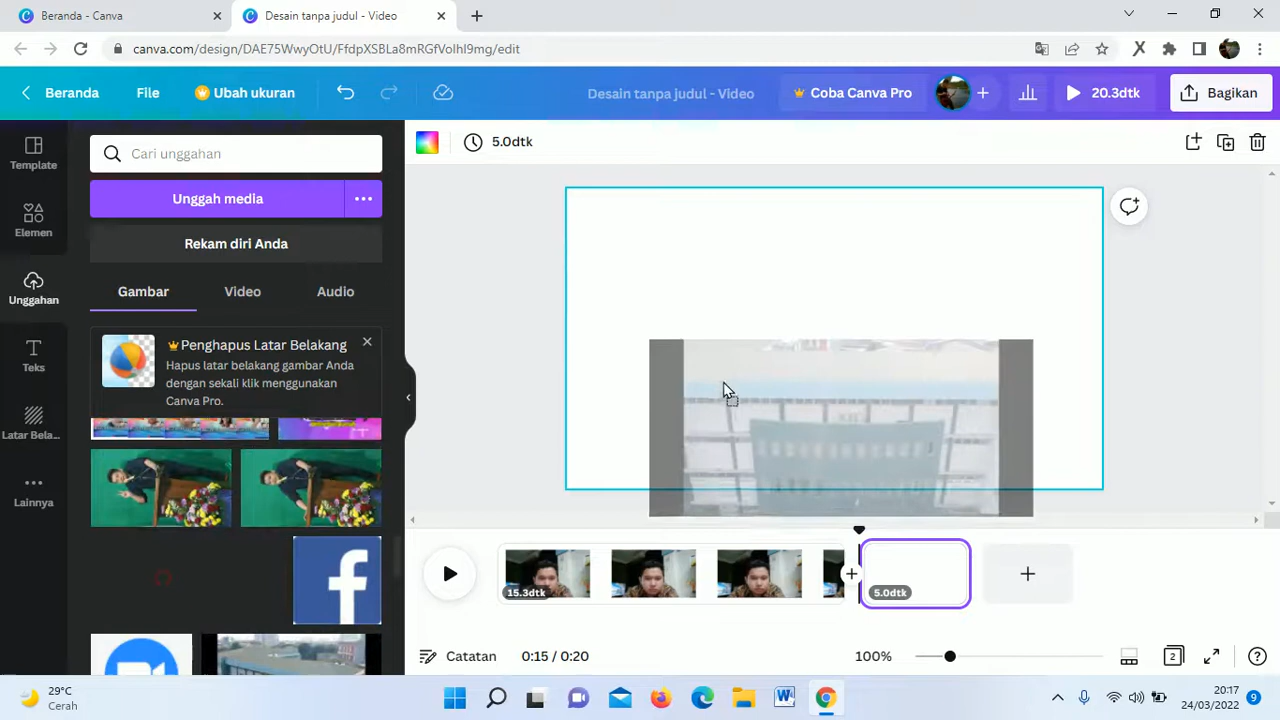 Beranda - Canva
Desain tanpa judul - Video
canva.com/design/DAE75WwyOtU/FfdpXSBLa8mRGfVolhI9mg/edit
Beranda
File
Ubah ukuran
Desain tanpa judul - Video
Coba Canva Pro
20.3dtk
Bagikan
Template
Elemen
Unggahan
Teks
Latar Bela...
Lainnya
Cari unggahan
Unggah media
Rekam diri Anda
Gambar
Video
Audio
Penghapus Latar Belakang
Hapus latar belakang gambar Anda
dengan sekali klik menggunakan
Canva Pro.
5.0dtk
15.3dtk
5.0dtk
Catatan
0:15 / 0:20
100%
2
29°C
Cerah
20:17
24/03/2022
9